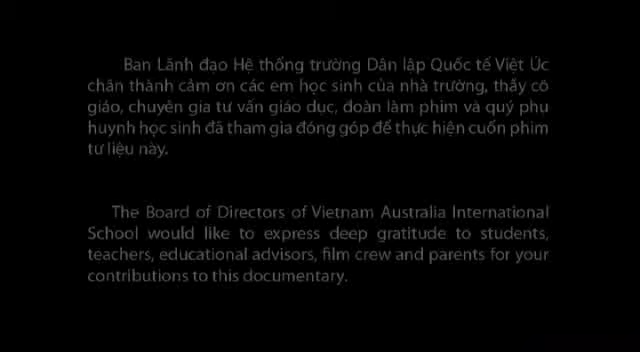 Ban Lãnh đạo Hệ thống trường Dân lập Quốc tế Việt Úc
chân thành cảm ơn các em học sinh của nhà trường, thầy cô
giáo, chuyên gia tư vấn giáo dục, đoàn làm phim và quý phụ
huynh học sinh đã tham gia đóng góp để thực hiện cuốn phim
tư liệu này.
The Board of Directors of Vietnam Australia International
School would like to express deep gratitude to students,
teachers, educational advisors, film crew and parents for your
contributions to this documentary.